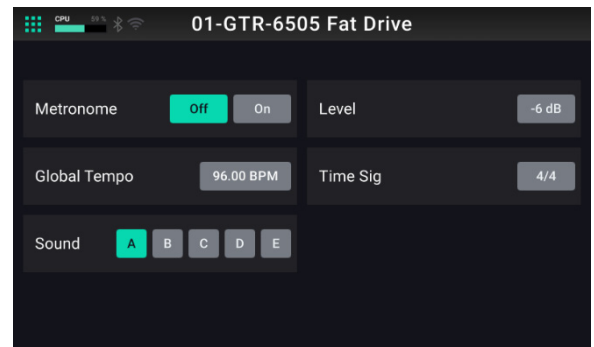 CPU 59 % 01-GTR-6505 Fat Drive
Metronome Off On Level -6 dB
Global Tempo 96.00 BPM Time Sig 4/4
Sound A B C D E